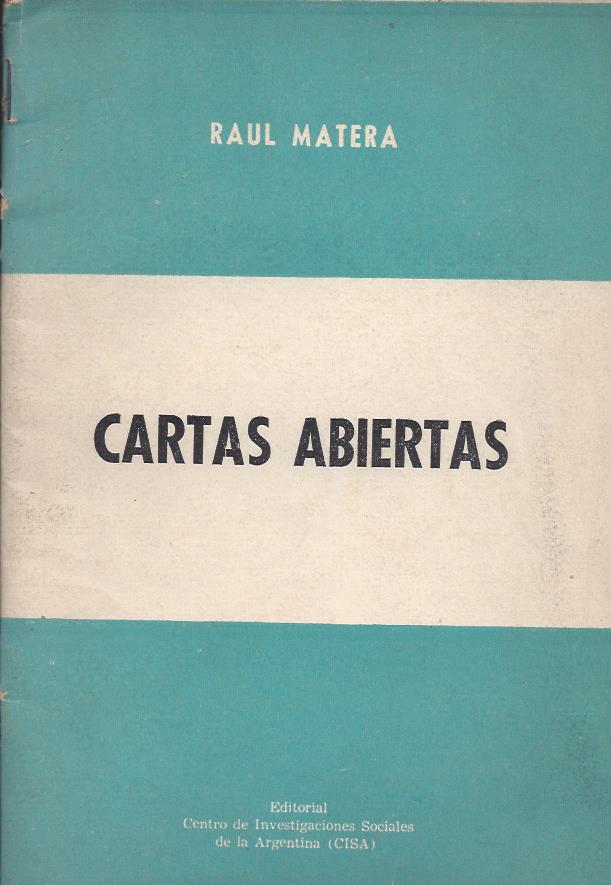 RAUL MATERA
CARTAS ABIERTAS
Editorial
Centro de Investigaciones Sociales
de la Argentina (CISA)